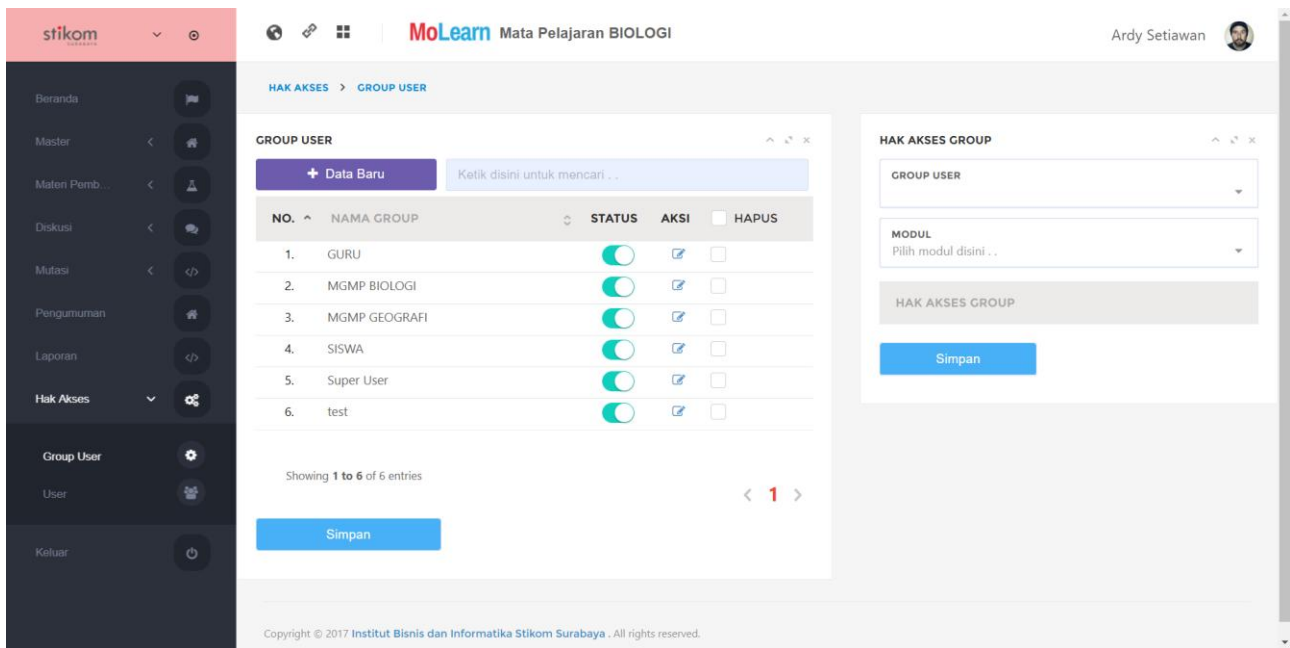 stikom
SURABAYA
MoLearn Mata Pelajaran BIOLOGI
Ardy Setiawan
Beranda
Master
Materi Pemb...
Diskusi
Mutasi
Pengumuman
Laporan
Hak Akses
Group User
User
Keluar
HAK AKSES > GROUP USER
GROUP USER
+ Data Baru
Ketik disini untuk mencari . .
NO. NAMA GROUP STATUS AKSI HAPUS
1. GURU
2. MGMP BIOLOGI
3. MGMP GEOGRAFI
4. SISWA
5. Super User
6. test
Showing 1 to 6 of 6 entries
< 1 >
Simpan
HAK AKSES GROUP
GROUP USER
MODUL
Pilih modul disini . .
HAK AKSES GROUP
Simpan
Copyright © 2017 Institut Bisnis dan Informatika Stikom Surabaya . All rights reserved.